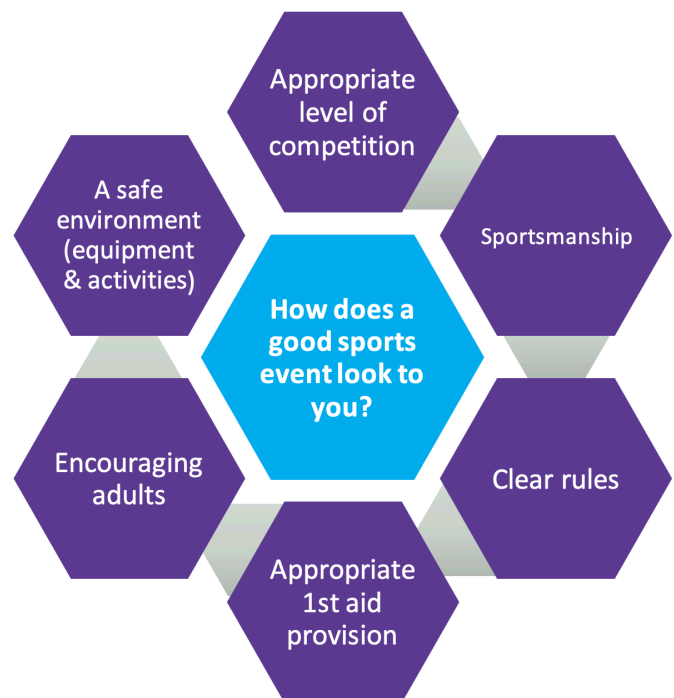 Appropriate
level of
competition
Sportsmanship
Clear rules
Appropriate
1st aid
provision
Encouraging
adults
A safe
environment
(equipment
& activities)
How does a
good sports
event look to
you?